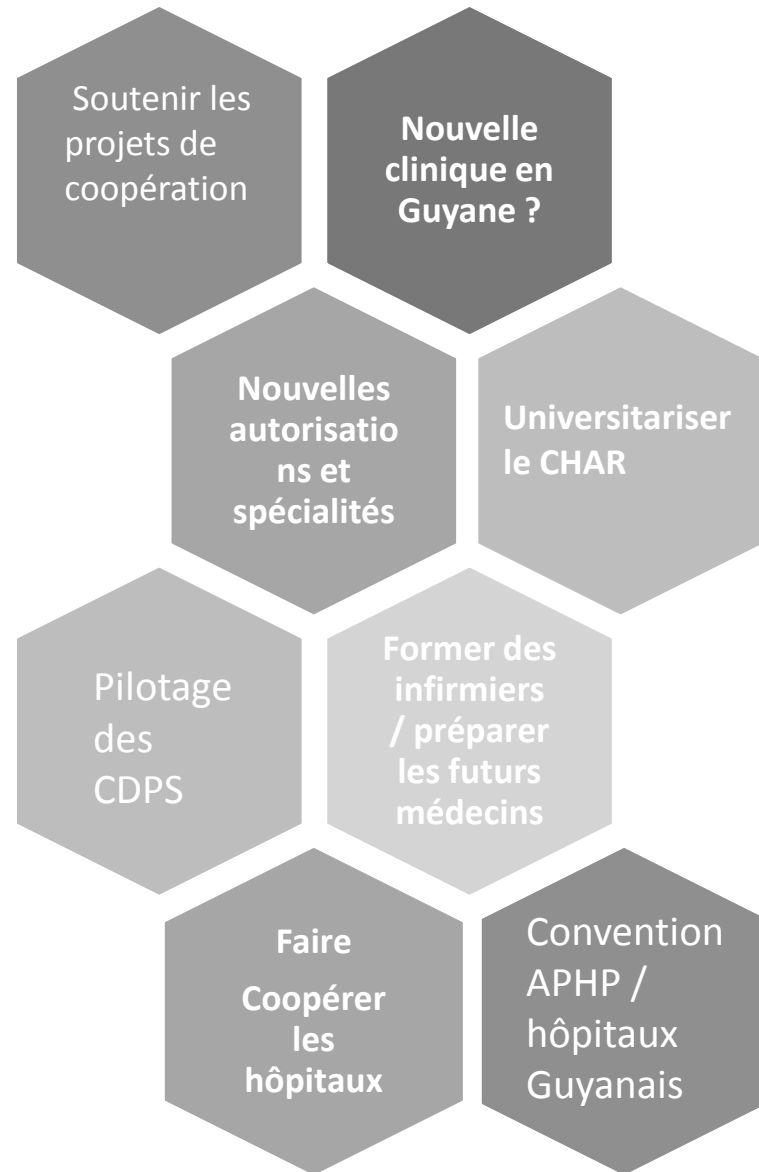 Soutenir les
projets de
coopération
Nouvelle
clinique en
Guyane ?
Nouvelles
autorisatio
ns et
spécialités
Universitariser
le CHAR
Pilotage
des
CDPS
Former des
infirmiers
/ préparer
les futurs
médecins
Faire
Coopérer
les
hôpitaux
Convention
APHP /
hôpitaux
Guyanais